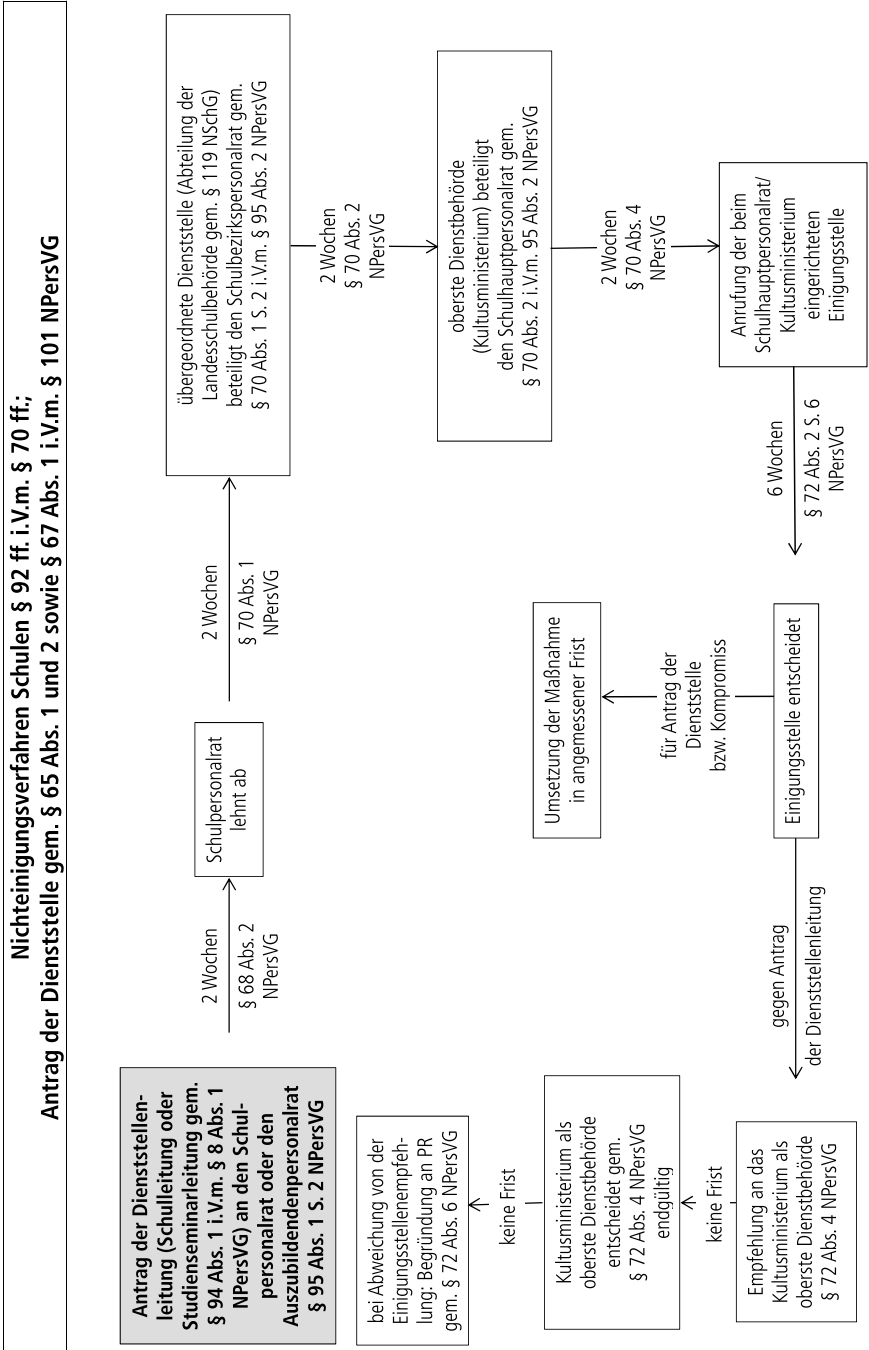 Nichteinigungsverfahren Schulen § 92 ff. i.V.m. § 70 ff.;
Antrag der Dienststelle gem. § 65 Abs. 1 und 2 sowie § 67 Abs. 1 i.V.m. § 101 NPersVG
Antrag der Dienststellen-
leitung (Schulleitung oder
Studienseminarleitung gem.
§ 94 Abs. 1 i.V.m. § 8 Abs. 1
NPersVG) an den Schul-
personalrat oder den
Auszubildendenpersonalrat
§ 95 Abs. 1 S. 2 NPersVG
2 Wochen
§ 68 Abs. 2
NPersVG
Schulpersonalrat
lehnt ab
2 Wochen
§ 70 Abs. 1
NPersVG
übergeordnete Dienststelle (Abteilung der
Landesschulbehörde gem. § 119 NSchG)
beteiligt den Schulbezirkspersonalrat gem.
§ 70 Abs. 1 S. 2 i.V.m. § 95 Abs. 2 NPersVG
2 Wochen
§ 70 Abs. 2
NPersVG
oberste Dienstbehörde
(Kultusministerium) beteiligt
den Schulhauptpersonalrat gem.
§ 70 Abs. 2 i.V.m. 95 Abs. 2 NPersVG
2 Wochen
§ 70 Abs. 4
NPersVG
Anrufung der beim
Schulhauptpersonalrat/
Kultusministerium
eingerichteten
Einigungsstelle
6 Wochen
§ 72 Abs. 2 S. 6
NPersVG
Einigungsstelle entscheidet
für Antrag der
Dienststelle
bzw. Kompromiss
Umsetzung der Maßnahme
in angemessener Frist
gegen Antrag
der Dienststellenleitung
Empfehlung an das
Kultusministerium als
oberste Dienstbehörde
§ 72 Abs. 4 NPersVG
keine Frist
Kultusministerium als
oberste Dienstbehörde
entscheidet gem.
§ 72 Abs. 4 NPersVG
endgültig
keine Frist
bei Abweichung von der
Einigungsstellenempfeh-
lung: Begründung an PR
gem. § 72 Abs. 6 NPersVG